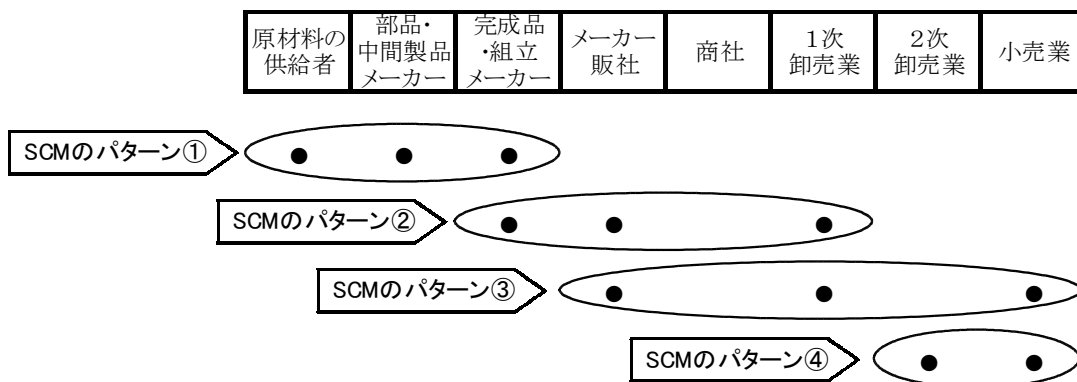 原材料の
供給者
部品・
中間製品
メーカー
完成品
・組立
メーカー
メーカー
販社
商社
1次
卸売業
2次
卸売業
小売業
SCMのパターン①
SCMのパターン②
SCMのパターン③
SCMのパターン④